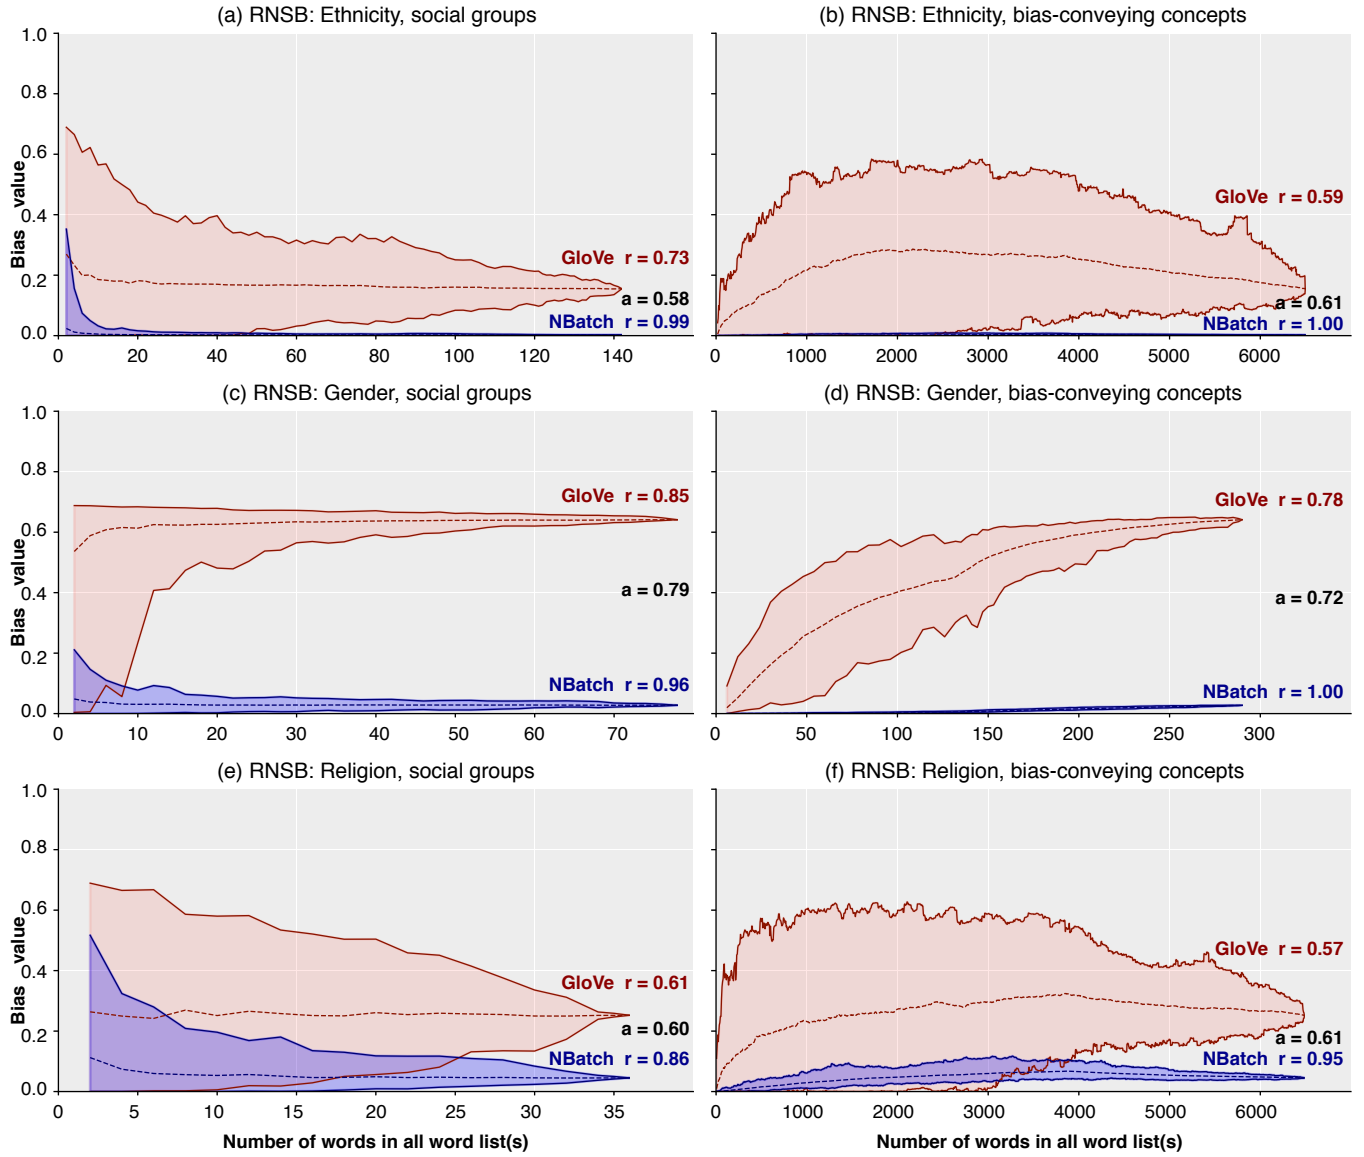 (a) RNSB: Ethnicity, social groups
1.0
0.8
0.6
0.4
0.2
0.0
Bias value
GloVe r = 0.73
a = 0.58
NBatch r = 0.99
0 20 40 60 80 100 120 140
(b) RNSB: Ethnicity, bias-conveying concepts
GloVe r = 0.59
a = 0.61
NBatch r = 1.00
0 1000 2000 3000 4000 5000 6000
(c) RNSB: Gender, social groups
1.0
0.8
0.6
0.4
0.2
0.0
Bias value
GloVe r = 0.85
a = 0.79
NBatch r = 0.96
0 10 20 30 40 50 60 70
(d) RNSB: Gender, bias-conveying concepts
GloVe r = 0.78
a = 0.72
NBatch r = 1.00
0 50 100 150 200 250 300
(e) RNSB: Religion, social groups
1.0
0.8
0.6
0.4
0.2
0.0
Bias value
GloVe r = 0.61
a = 0.60
NBatch r = 0.86
0 5 10 15 20 25 30 35
Number of words in all word list(s)
(f) RNSB: Religion, bias-conveying concepts
GloVe r = 0.57
a = 0.61
NBatch r = 0.95
0 1000 2000 3000 4000 5000 6000
Number of words in all word list(s)